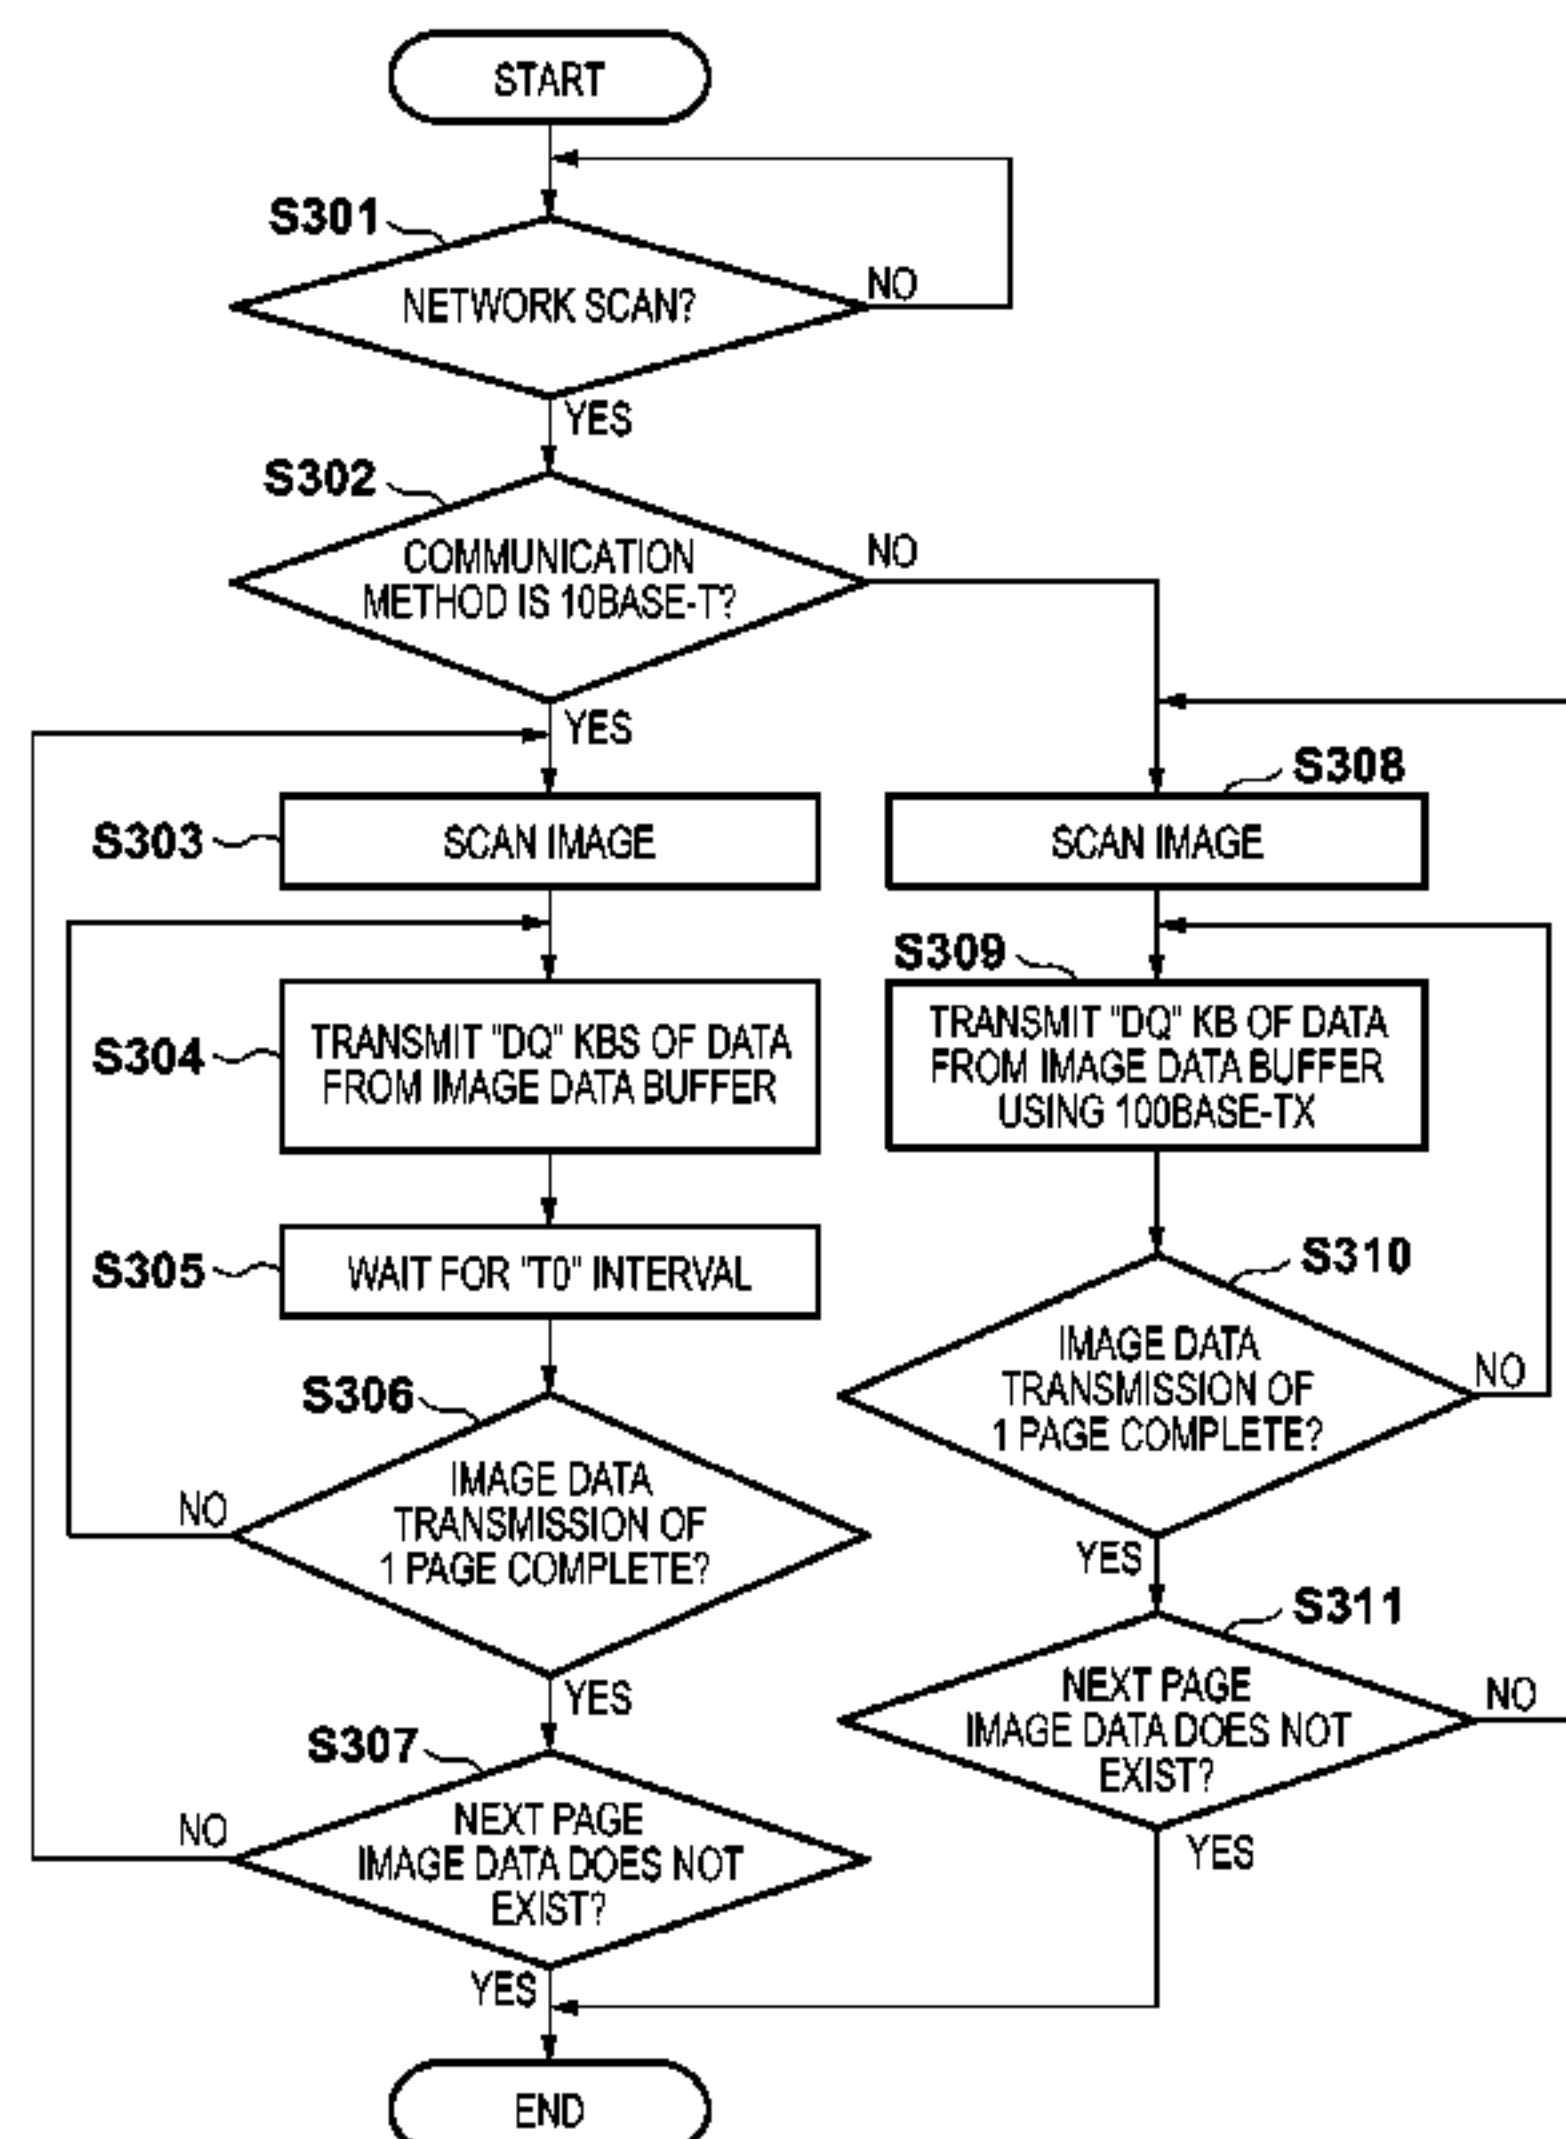 START
S301
NETWORK SCAN?
NO
YES
S302
COMMUNICATION
METHOD IS 10BASE-T?
NO
YES
S303
SCAN IMAGE
S304
TRANSMIT "DQ" KBS OF DATA
FROM IMAGE DATA BUFFER
S305
WAIT FOR "T0" INTERVAL
S306
IMAGE DATA
TRANSMISSION OF
1 PAGE COMPLETE?
NO
YES
S307
NEXT PAGE
IMAGE DATA DOES NOT
EXIST?
NO
YES
S308
SCAN IMAGE
S309
TRANSMIT "DQ" KB OF DATA
FROM IMAGE DATA BUFFER
USING 100BASE-TX
S310
IMAGE DATA
TRANSMISSION OF
1 PAGE COMPLETE?
NO
YES
S311
NEXT PAGE
IMAGE DATA DOES NOT
EXIST?
NO
YES
END